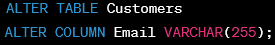 ALTER TABLE Customers
ALTER COLUMN Email VARCHAR(255);